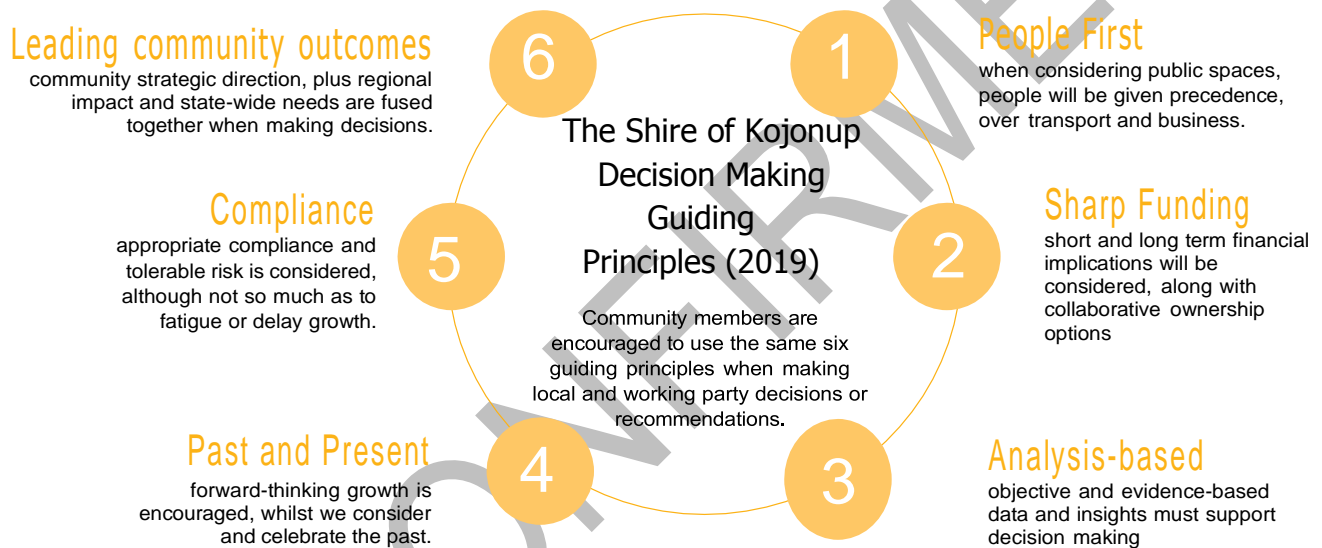 The Shire of Kojonup
Decision Making
Guiding
Principles (2019)
Community members are
encouraged to use the same six
guiding principles when making
local and working party decisions or
recommendations.
1
People First
when considering public spaces,
people will be given precedence,
over transport and business.
2
Sharp Funding
short and long term financial
implications will be
considered, along with
collaborative ownership
options
3
Analysis-based
objective and evidence-based
data and insights must support
decision making
4
Past and Present
forward-thinking growth is
encouraged, whilst we consider
and celebrate the past.
5
Compliance
appropriate compliance and
tolerable risk is considered,
although not so much as to
fatigue or delay growth.
6
Leading community outcomes
community strategic direction, plus regional
impact and state-wide needs are fused
together when making decisions.
ONFIRME